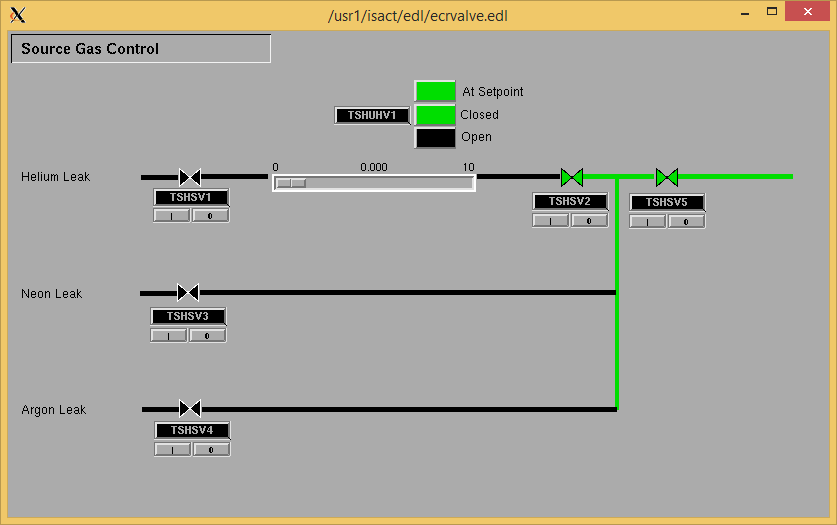 /usr1/isact/edl/ecrvalve.edl
Source Gas Control
At Setpoint
TSHUHV1 Closed
Open
0 0.000 10
Helium Leak
TSHSV1 TSHSV2 TSHSV5
| 0 | 0 | 0
Neon Leak
TSHSV3
| 0
Argon Leak
TSHSV4
| 0